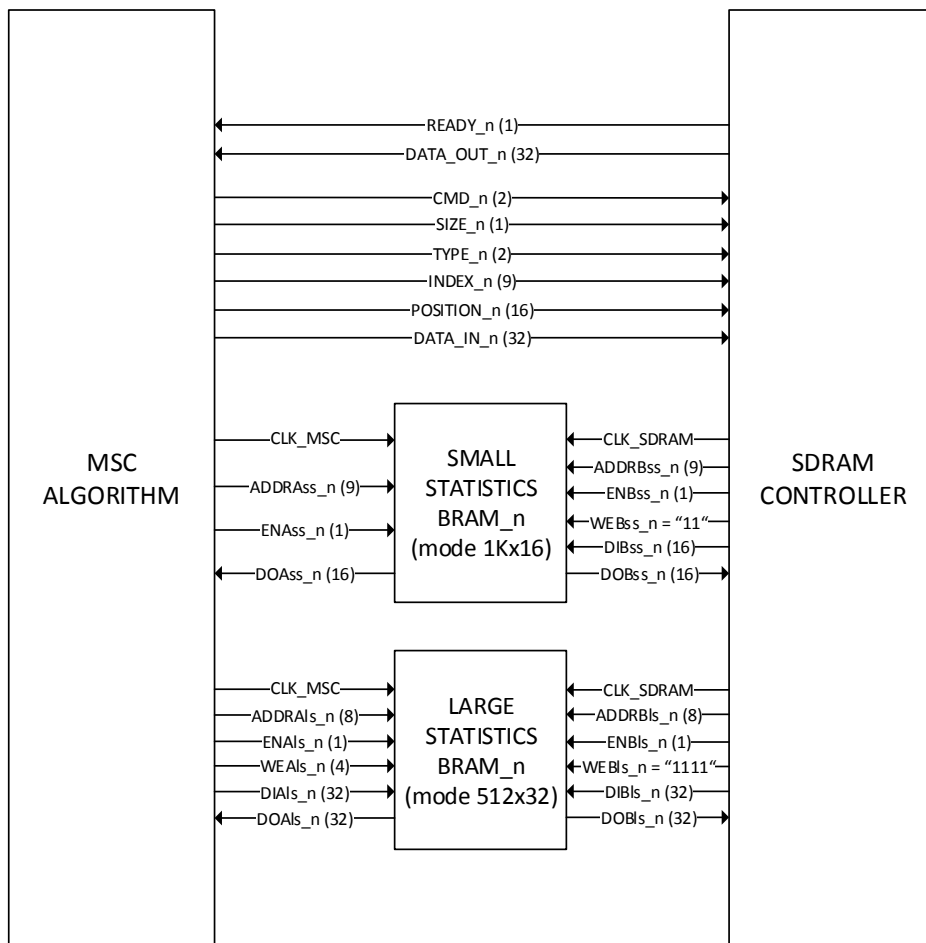 READY_n (1)
DATA_OUT_n (32)
CMD_n (2)
SIZE_n (1)
TYPE_n (2)
INDEX_n (9)
POSITION_n (16)
DATA_IN_n (32)
MSC
ALGORITHM
CLK_MSC
ADDRAss_n (9)
ENAss_n (1)
DOAss_n (16)
SMALL
STATISTICS
BRAM_n
(mode 1Kx16)
CLK_SDRAM
ADDRBss_n (9)
ENBss_n (1)
WEBss_n = “11“
DIBss_n (16)
DOBss_n (16)
SDRAM
CONTROLLER
CLK_MSC
ADDRAls_n (8)
ENAls_n (1)
WEAls_n (4)
DIAls_n (32)
DOAls_n (32)
LARGE
STATISTICS
BRAM_n
(mode 512x32)
CLK_SDRAM
ADDRBls_n (8)
ENBls_n (1)
WEBls_n = “1111“
DIBls_n (32)
DOBls_n (32)